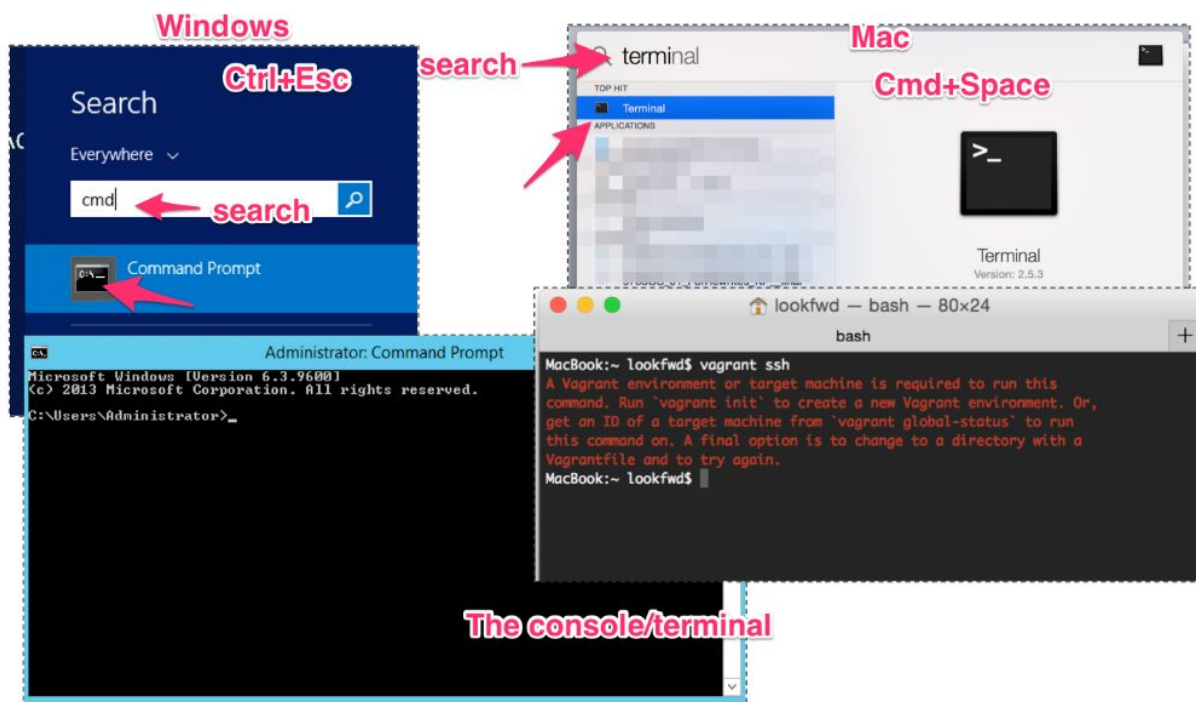 Windows
Ctrl+Esc
Search
Everywhere
cmd
search
Command Prompt
search
terminal
Mac
Cmd+Space
TOP HIT
Terminal
APPLICATIONS
Terminal
Version: 2.5.3
Administrator: Command Prompt
Microsoft Windows [Version 6.3.9600]
(c) 2013 Microsoft Corporation. All rights reserved.
C:\Users\Administrator>_
lookfwd — bash — 80×24
bash
MacBook:~ lookfwd$ vagrant ssh
A Vagrant environment or target machine is required to run this
command. Run `vagrant init` to create a new Vagrant environment. Or,
get an ID of a target machine from `vagrant global-status` to run
this command on. A final option is to change to a directory with a
Vagrantfile and to try again.
MacBook:~ lookfwd$
The console/terminal